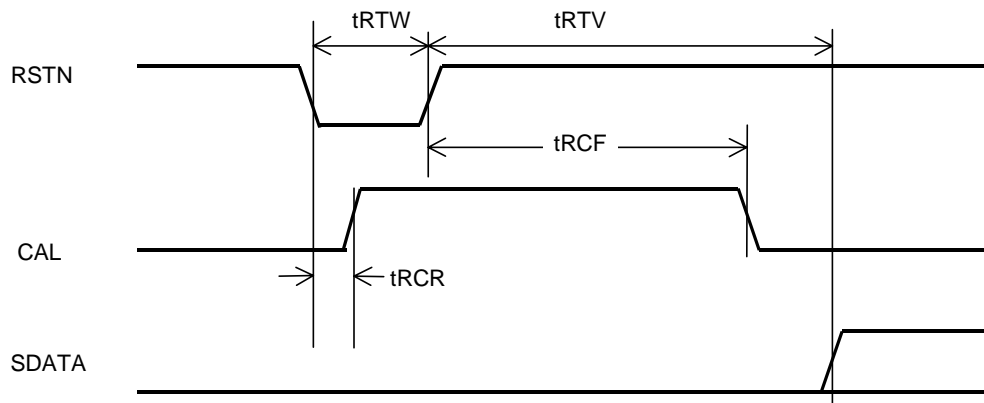 tRTW
tRTV
RSTN
tRCF
CAL
tRCR
SDATA